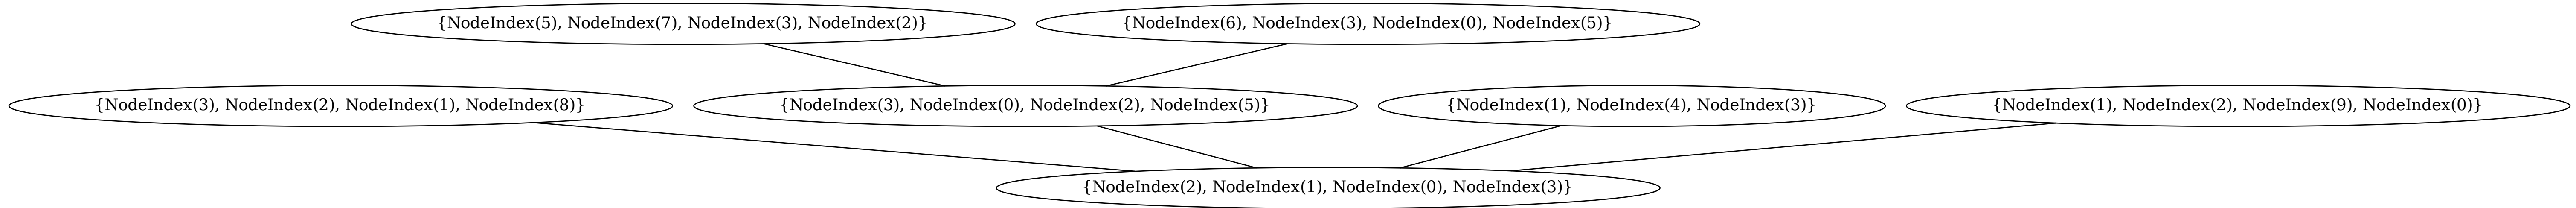 {NodeIndex(5), NodeIndex(7), NodeIndex(3), NodeIndex(2)}
{NodeIndex(6), NodeIndex(3), NodeIndex(0), NodeIndex(5)}
{NodeIndex(3), NodeIndex(2), NodeIndex(1), NodeIndex(8)}
{NodeIndex(3), NodeIndex(0), NodeIndex(2), NodeIndex(5)}
{NodeIndex(1), NodeIndex(4), NodeIndex(3)}
{NodeIndex(1), NodeIndex(2), NodeIndex(9), NodeIndex(0)}
{NodeIndex(2), NodeIndex(1), NodeIndex(0), NodeIndex(3)}